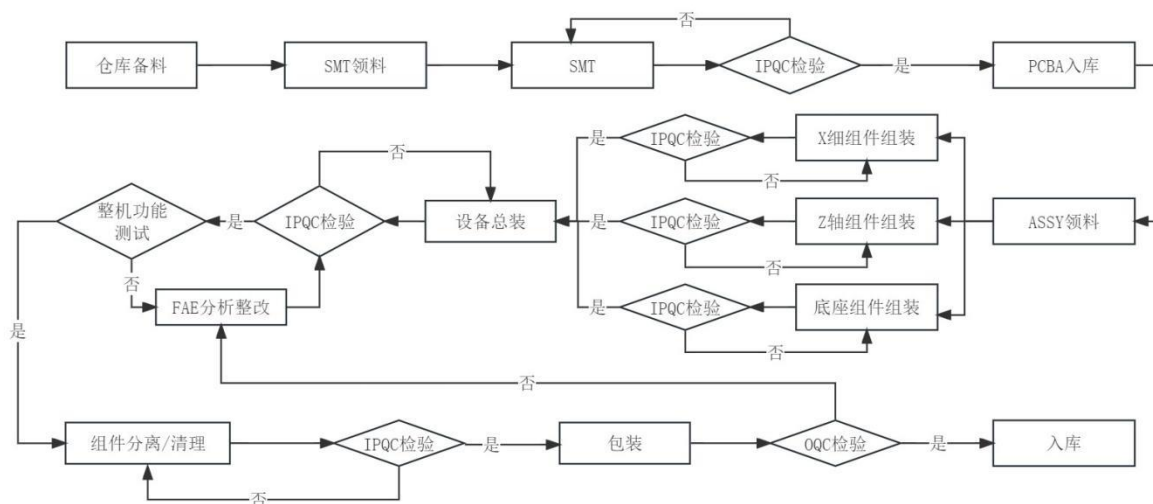 仓库备料
SMT领料
SMT
否
IPQC检验
是
PCBA入库
X细组件组装
IPQC检验
是
否
ASSY领料
Z轴组件组装
IPQC检验
是
否
底座组件组装
IPQC检验
是
否
设备总装
IPQC检验
否
是
整机功能
测试
否
FAE分析整改
是
组件分离/清理
IPQC检验
否
是
包装
OQC检验
否
是
入库